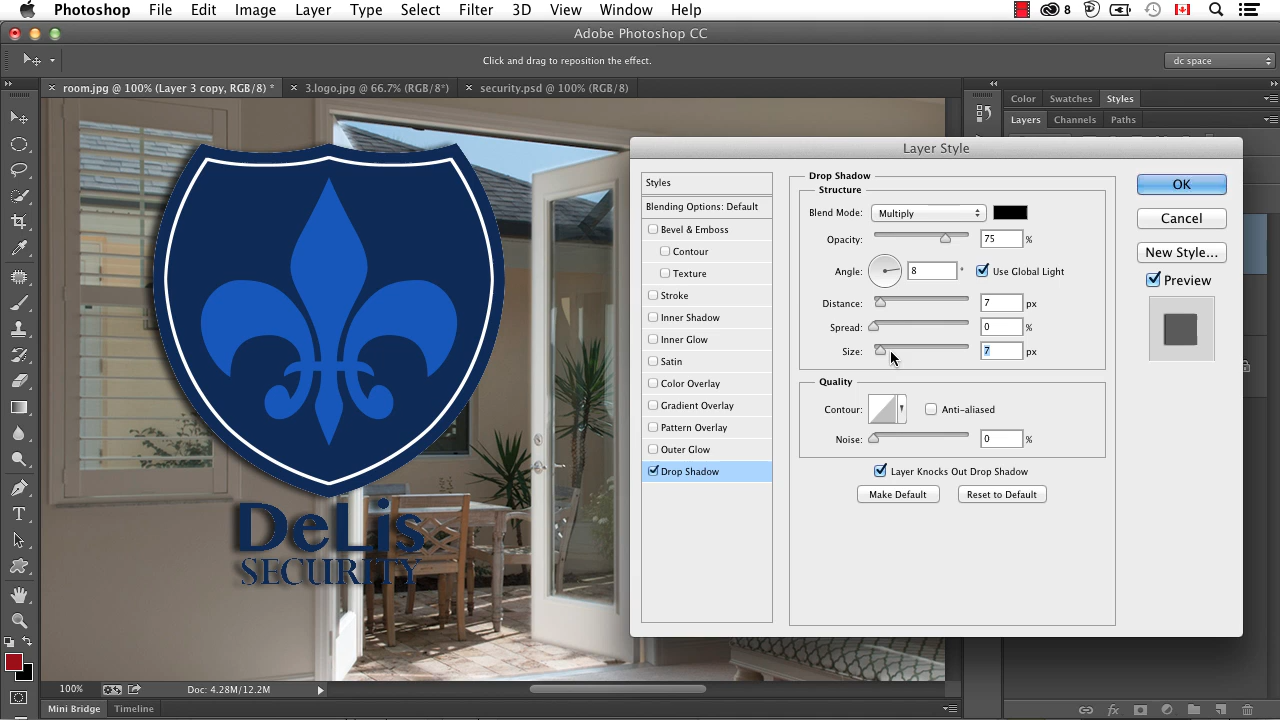 Photoshop File Edit Image Layer Type Select Filter 3D View Window Help 8
Adobe Photoshop CC
Click and drag to reposition the effect.
dc space
room.jpg @ 100% (Layer 3 copy, RGB/8) *
3.logo.jpg @ 66.7% (RGB/8*)
security.psd @ 100% (RGB/8)
Color Swatches Styles
Layers Channels Paths
Layer Style
Styles
Blending Options: Default
Bevel & Emboss
Contour
Texture
Stroke
Inner Shadow
Inner Glow
Satin
Color Overlay
Gradient Overlay
Pattern Overlay
Outer Glow
Drop Shadow
Drop Shadow
Structure
Blend Mode: Multiply
Opacity: 75 %
Angle: 8 ° Use Global Light
Distance: 7 px
Spread: 0 %
Size: 7 px
Quality
Contour: Anti-aliased
Noise: 0 %
Layer Knocks Out Drop Shadow
Make Default Reset to Default
OK
Cancel
New Style...
Preview
DeLis
SECURITY
100% Doc: 4.28M/12.2M
Mini Bridge Timeline
fx